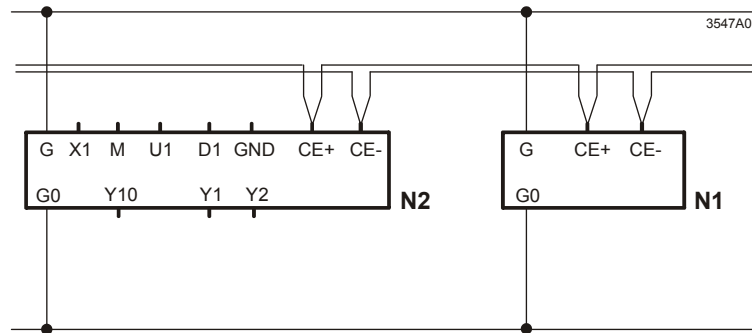 3547A0
G X1 M U1 D1 GND CE+ CE-
G CE+ CE-
G0 Y10 Y1 Y2
N2
G0
N1